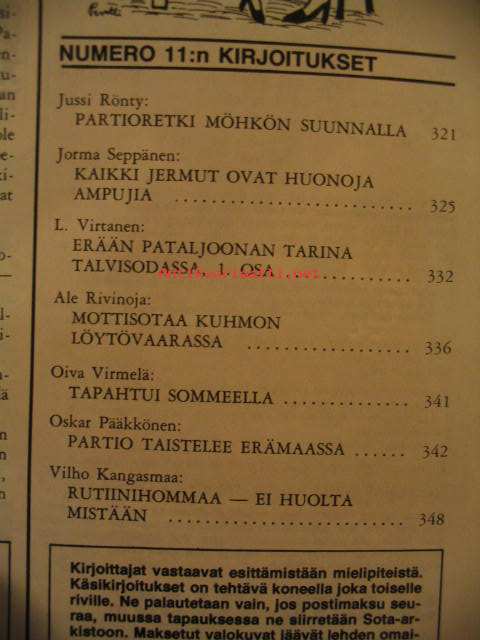 NUMERO 11:n KIRJOITUKSET
Jussi Rönty:
PARTIORETKI MÖHKÖN SUUNNALLA 321
Jorma Seppänen:
KAIKKI JERMUT OVAT HUONOJA
AMPUJIA .................... 325
L. Virtanen:
ERÄÄN PATALJOONAN TARINA
TALVISODASSA, 1. OSA ............ 332
Ale Rivinoja:
MOTTISOTAA KUHMON
LÖYTÖVAARASSA ................ 336
Oiva Virmelä:
TAPAHTUI SOMMEELLA ............ 341
Oskar Pääkkönen:
PARTIO TAISTELEE ERÄMAASSA ...... 342
Vilho Kangasmaa:
RUTIINIHOMMAA — EI HUOLTA
MISTÄÄN ...................... 348
Kirjoittajat vastaavat esittämistään mielipiteistä.
Käsikirjoitukset on tehtävä koneella joka toiselle
riville. Ne palautetaan vain, jos postimaksu seu-
raa, muussa tapauksessa ne siirretään Sota-ar-
kistoon. Maksetut valokuvat jäävät lehden omai-